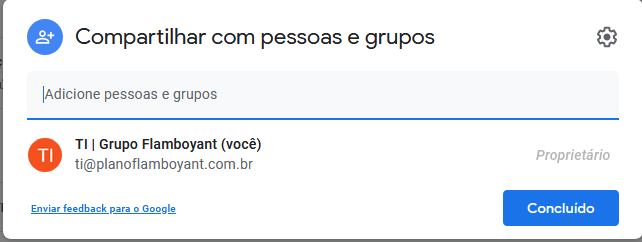 Compartilhar com pessoas e grupos
Adicione pessoas e grupos
TI
TI | Grupo Flamboyant (você)
ti@planoflamboyant.com.br
Proprietário
Enviar feedback para o Google
Concluído